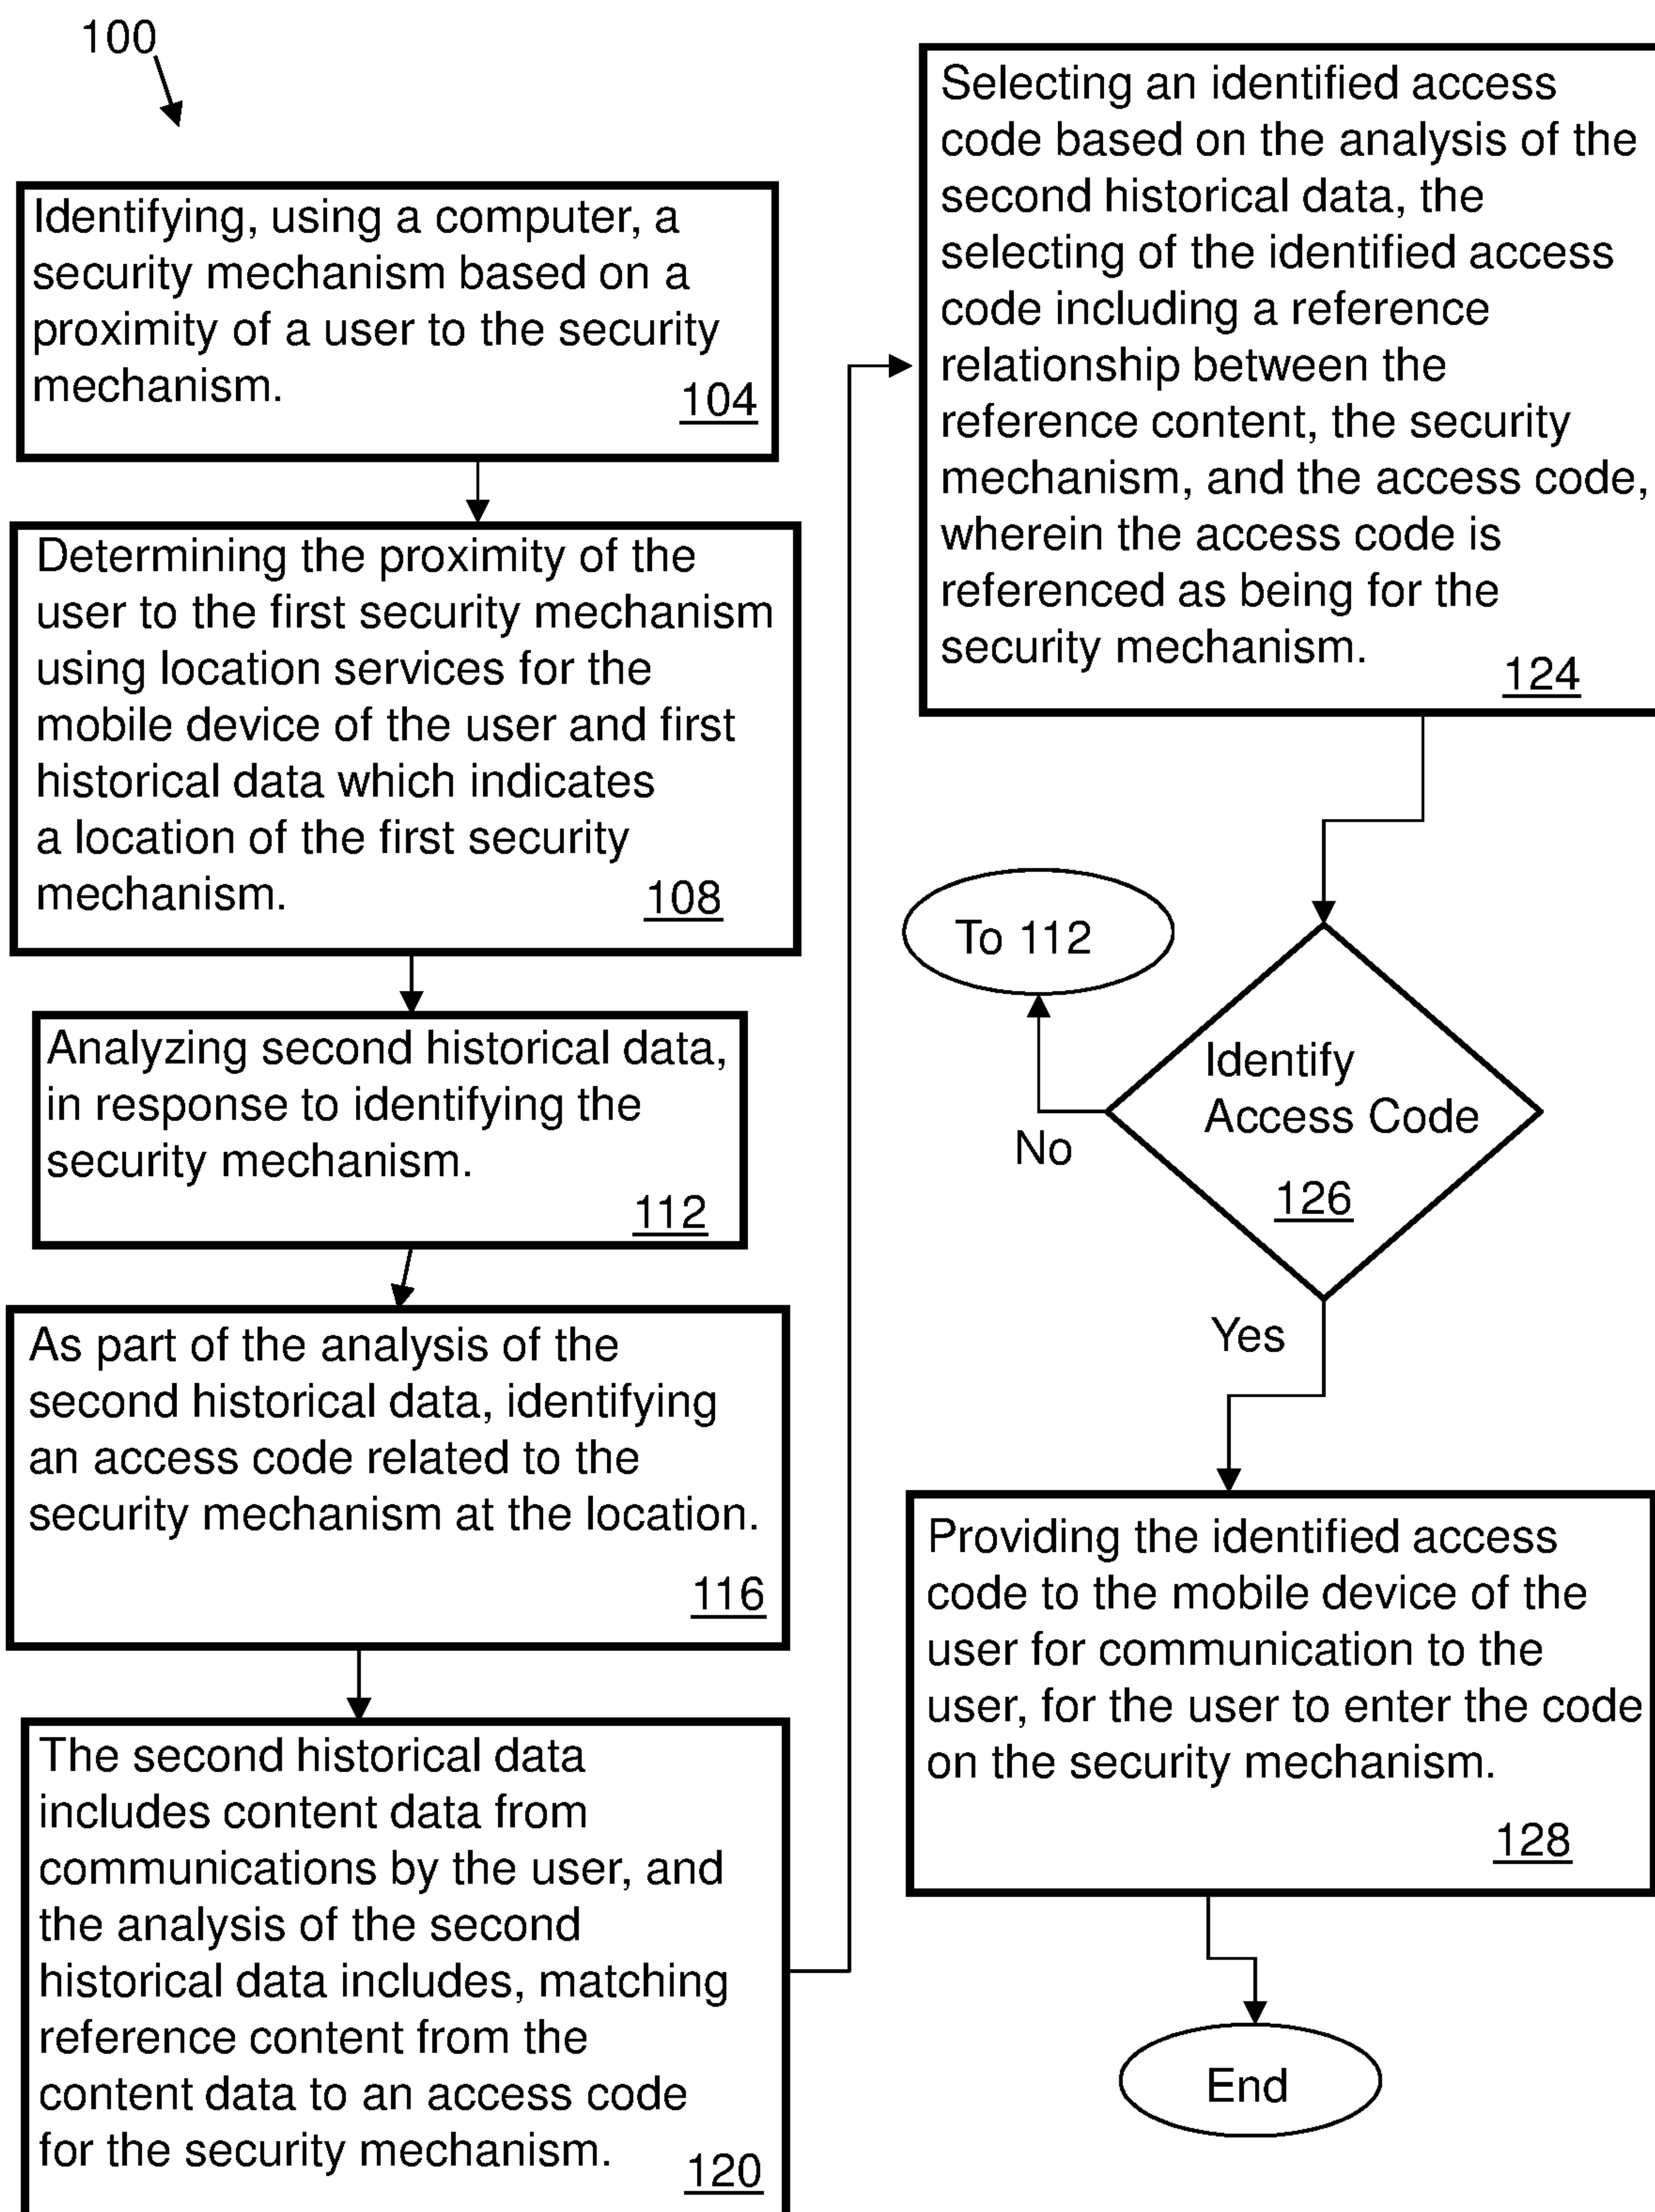 100
Identifying, using a computer, a
security mechanism based on a
proximity of a user to the security
mechanism.
104
Determining the proximity of the
user to the first security mechanism
using location services for the
mobile device of the user and first
historical data which indicates
a location of the first security
mechanism.
108
Analyzing second historical data,
in response to identifying the
security mechanism.
112
As part of the analysis of the
second historical data, identifying
an access code related to the
security mechanism at the location.
116
The second historical data
includes content data from
communications by the user, and
the analysis of the second
historical data includes, matching
reference content from the
content data to an access code
for the security mechanism.
120
Selecting an identified access
code based on the analysis of the
second historical data, the
selecting of the identified access
code including a reference
relationship between the
reference content, the security
mechanism, and the access code,
wherein the access code is
referenced as being for the
security mechanism.
124
To 112
Identify
Access Code
126
No
Yes
Providing the identified access
code to the mobile device of the
user for communication to the
user, for the user to enter the code
on the security mechanism.
128
End